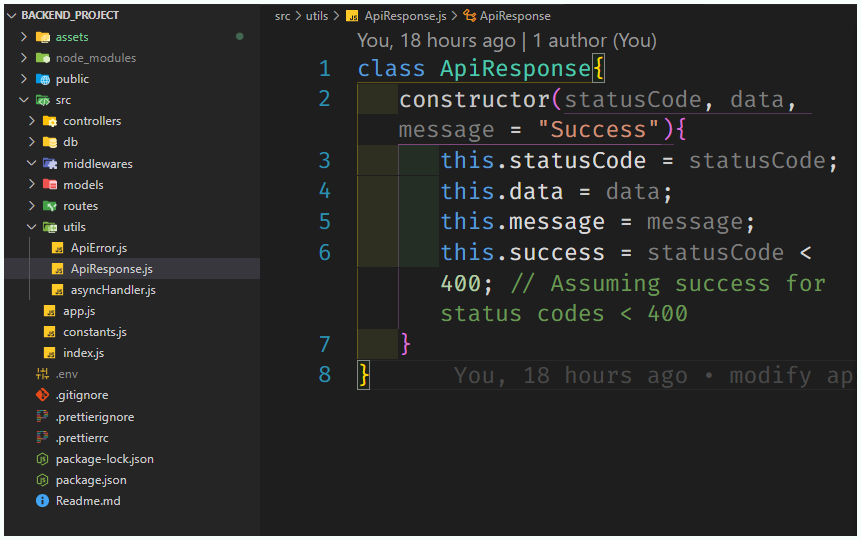 BACKEND_PROJECT
assets
node_modules
public
src
controllers
db
middlewares
models
routes
utils
ApiError.js
ApiResponse.js
asyncHandler.js
app.js
constants.js
index.js
.env
.gitignore
.prettierignore
.prettierrc
package-lock.json
package.json
Readme.md
src > utils > JS ApiResponse.js > ApiResponse
You, 18 hours ago | 1 author (You)
1 class ApiResponse{
2 constructor(statusCode, data,
message = "Success"){
3 this.statusCode = statusCode;
4 this.data = data;
5 this.message = message;
6 this.success = statusCode <
400; // Assuming success for
status codes < 400
7 }
8 } You, 18 hours ago • modify ap